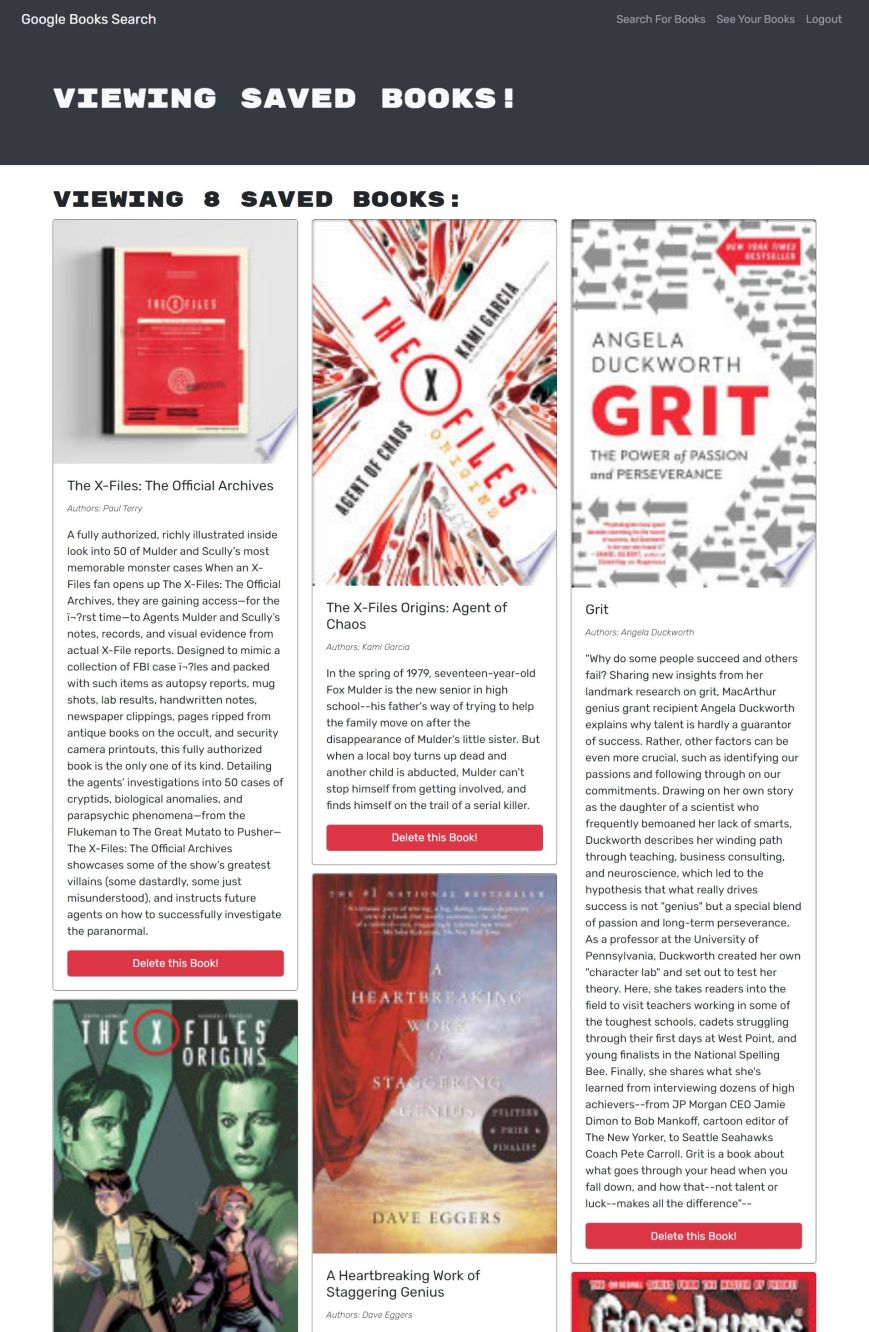 Google Books Search
Search For Books See Your Books Logout
VIEWING SAVED BOOKS!
VIEWING 8 SAVED BOOKS:
THE X FILES
The X-Files: The Official Archives
Authors: Paul Terry
A fully authorized, richly illustrated inside
look into 50 of Mulder and Scully's most
memorable monster cases When an X-
Files fan opens up The X-Files: The Official
Archives, they are gaining access—for the
ï¬?rst time—to Agents Mulder and Scully's
notes, records, and visual evidence from
actual X-File reports. Designed to mimic a
collection of FBI case ï¬?les and packed
with such items as autopsy reports, mug
shots, lab results, handwritten notes,
newspaper clippings, pages ripped from
antique books on the occult, and security
camera printouts, this fully authorized
book is the only one of its kind. Detailing
the agents' investigations into 50 cases of
cryptids, biological anomalies, and
parapsychic phenomena—from the
Flukeman to The Great Mutato to Pusher—
The X-Files: The Official Archives
showcases some of the show's greatest
villains (some dastardly, some just
misunderstood), and instructs future
agents on how to successfully investigate
the paranormal.
Delete this Book!
THE X FILES
ORIGINS
THE X FILES
ORIGINS
AGENT OF CHAOS
KAMI GARCIA
The X-Files Origins: Agent of
Chaos
Authors: Kami Garcia
In the spring of 1979, seventeen-year-old
Fox Mulder is the new senior in high
school--his father's way of trying to help
the family move on after the
disappearance of Mulder's little sister. But
when a local boy turns up dead and
another child is abducted, Mulder can't
stop himself from getting involved, and
finds himself on the trail of a serial killer.
Delete this Book!
THE #1 NATIONAL BESTSELLER
A
HEARTBREAKING
WORK
of
STAGGERING
GENIUS
PULITZER
PRIZE
FINALIST
DAVE EGGERS
A Heartbreaking Work of
Staggering Genius
Authors: Dave Eggers
NEW YORK TIMES
BESTSELLER
ANGELA
DUCKWORTH
GRIT
THE POWER of PASSION
and PERSEVERANCE
Grit
Authors: Angela Duckworth
"Why do some people succeed and others
fail? Sharing new insights from her
landmark research on grit, MacArthur
genius grant recipient Angela Duckworth
explains why talent is hardly a guarantor
of success. Rather, other factors can be
even more crucial, such as identifying our
passions and following through on our
commitments. Drawing on her own story
as the daughter of a scientist who
frequently bemoaned her lack of smarts,
Duckworth describes her winding path
through teaching, business consulting,
and neuroscience, which led to the
hypothesis that what really drives
success is not "genius" but a special blend
of passion and long-term perseverance.
As a professor at the University of
Pennsylvania, Duckworth created her own
"character lab" and set out to test her
theory. Here, she takes readers into the
field to visit teachers working in some of
the toughest schools, cadets struggling
through their first days at West Point, and
young finalists in the National Spelling
Bee. Finally, she shares what she's
learned from interviewing dozens of high
achievers--from JP Morgan CEO Jamie
Dimon to Bob Mankoff, cartoon editor of
The New Yorker, to Seattle Seahawks
Coach Pete Carroll. Grit is a book about
what goes through your head when you
fall down, and how that--not talent or
luck--makes all the difference"--
Delete this Book!
THE ORIGINAL SERIES FROM THE MASTER OF FRIGHT!
Goosebumps